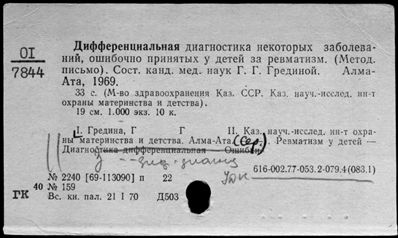 OI
7844
Дифференциальная диагностика некоторых заболеваний, ошибочно принятых у детей за ревматизм. (Метод.
письмо). Сост. канд. мед. наук Г. Г. Грединой. Алма-
Ата, 1969.
33 с. (М-во здравоохранения Каз. ССР. Каз. науч.-исслед. ин-т
охраны материнства и детства).
19 см. 1.000 экз. 10 к.
I. Гредина, Г Г II. Каз. науч.-исслед. ин-т охраны материнства и детства. Алма-Ата (Сер.). Ревматизм у детей —
Диагностика дифференциальная — Ошибки
616-002.77-053.2-079.4(083.1)
№ 2240 [69-113090] п 22
УДК
40 № 159
ГК
Вс. кн. пал. 21 I 70 Д503